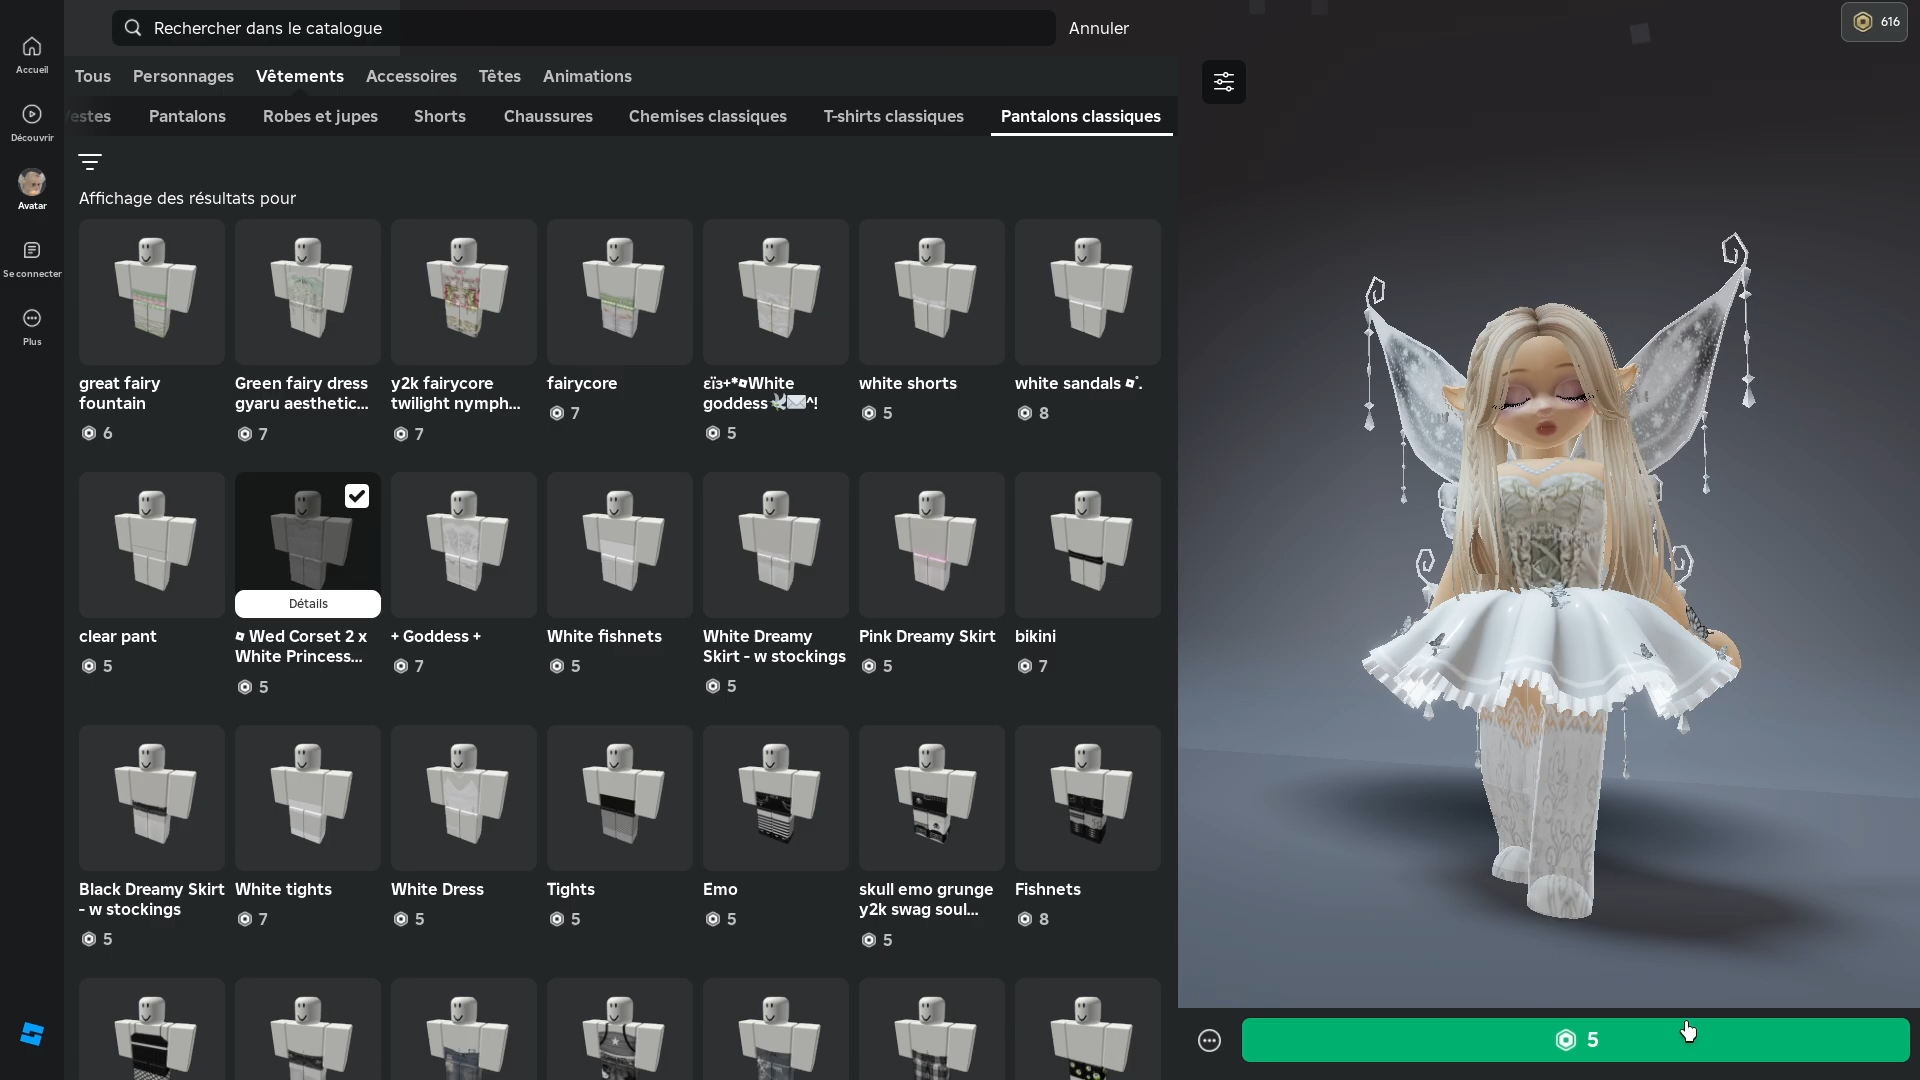 Rechercher dans le catalogue
Annuler
616
Accueil
Découvrir
Avatar
Se connecter
Plus
Tous
Personnages
Vêtements
Accessoires
Têtes
Animations
Vestes
Pantalons
Robes et jupes
Shorts
Chaussures
Chemises classiques
T-shirts classiques
Pantalons classiques
Affichage des résultats pour
great fairy
fountain
6
Green fairy dress
gyaru aesthetic...
7
y2k fairycore
twilight nymph...
7
fairycore
7
εïз+*White
goddess🕊️✉️^!
5
white shorts
5
white sandals ˚.
8
clear pant
5
Détails
Wed Corset 2 x
White Princess...
5
+ Goddess +
7
White fishnets
5
White Dreamy
Skirt - w stockings
5
Pink Dreamy Skirt
5
bikini
7
Black Dreamy Skirt
- w stockings
5
White tights
7
White Dress
5
Tights
5
Emo
5
skull emo grunge
y2k swag soul...
5
Fishnets
8
5